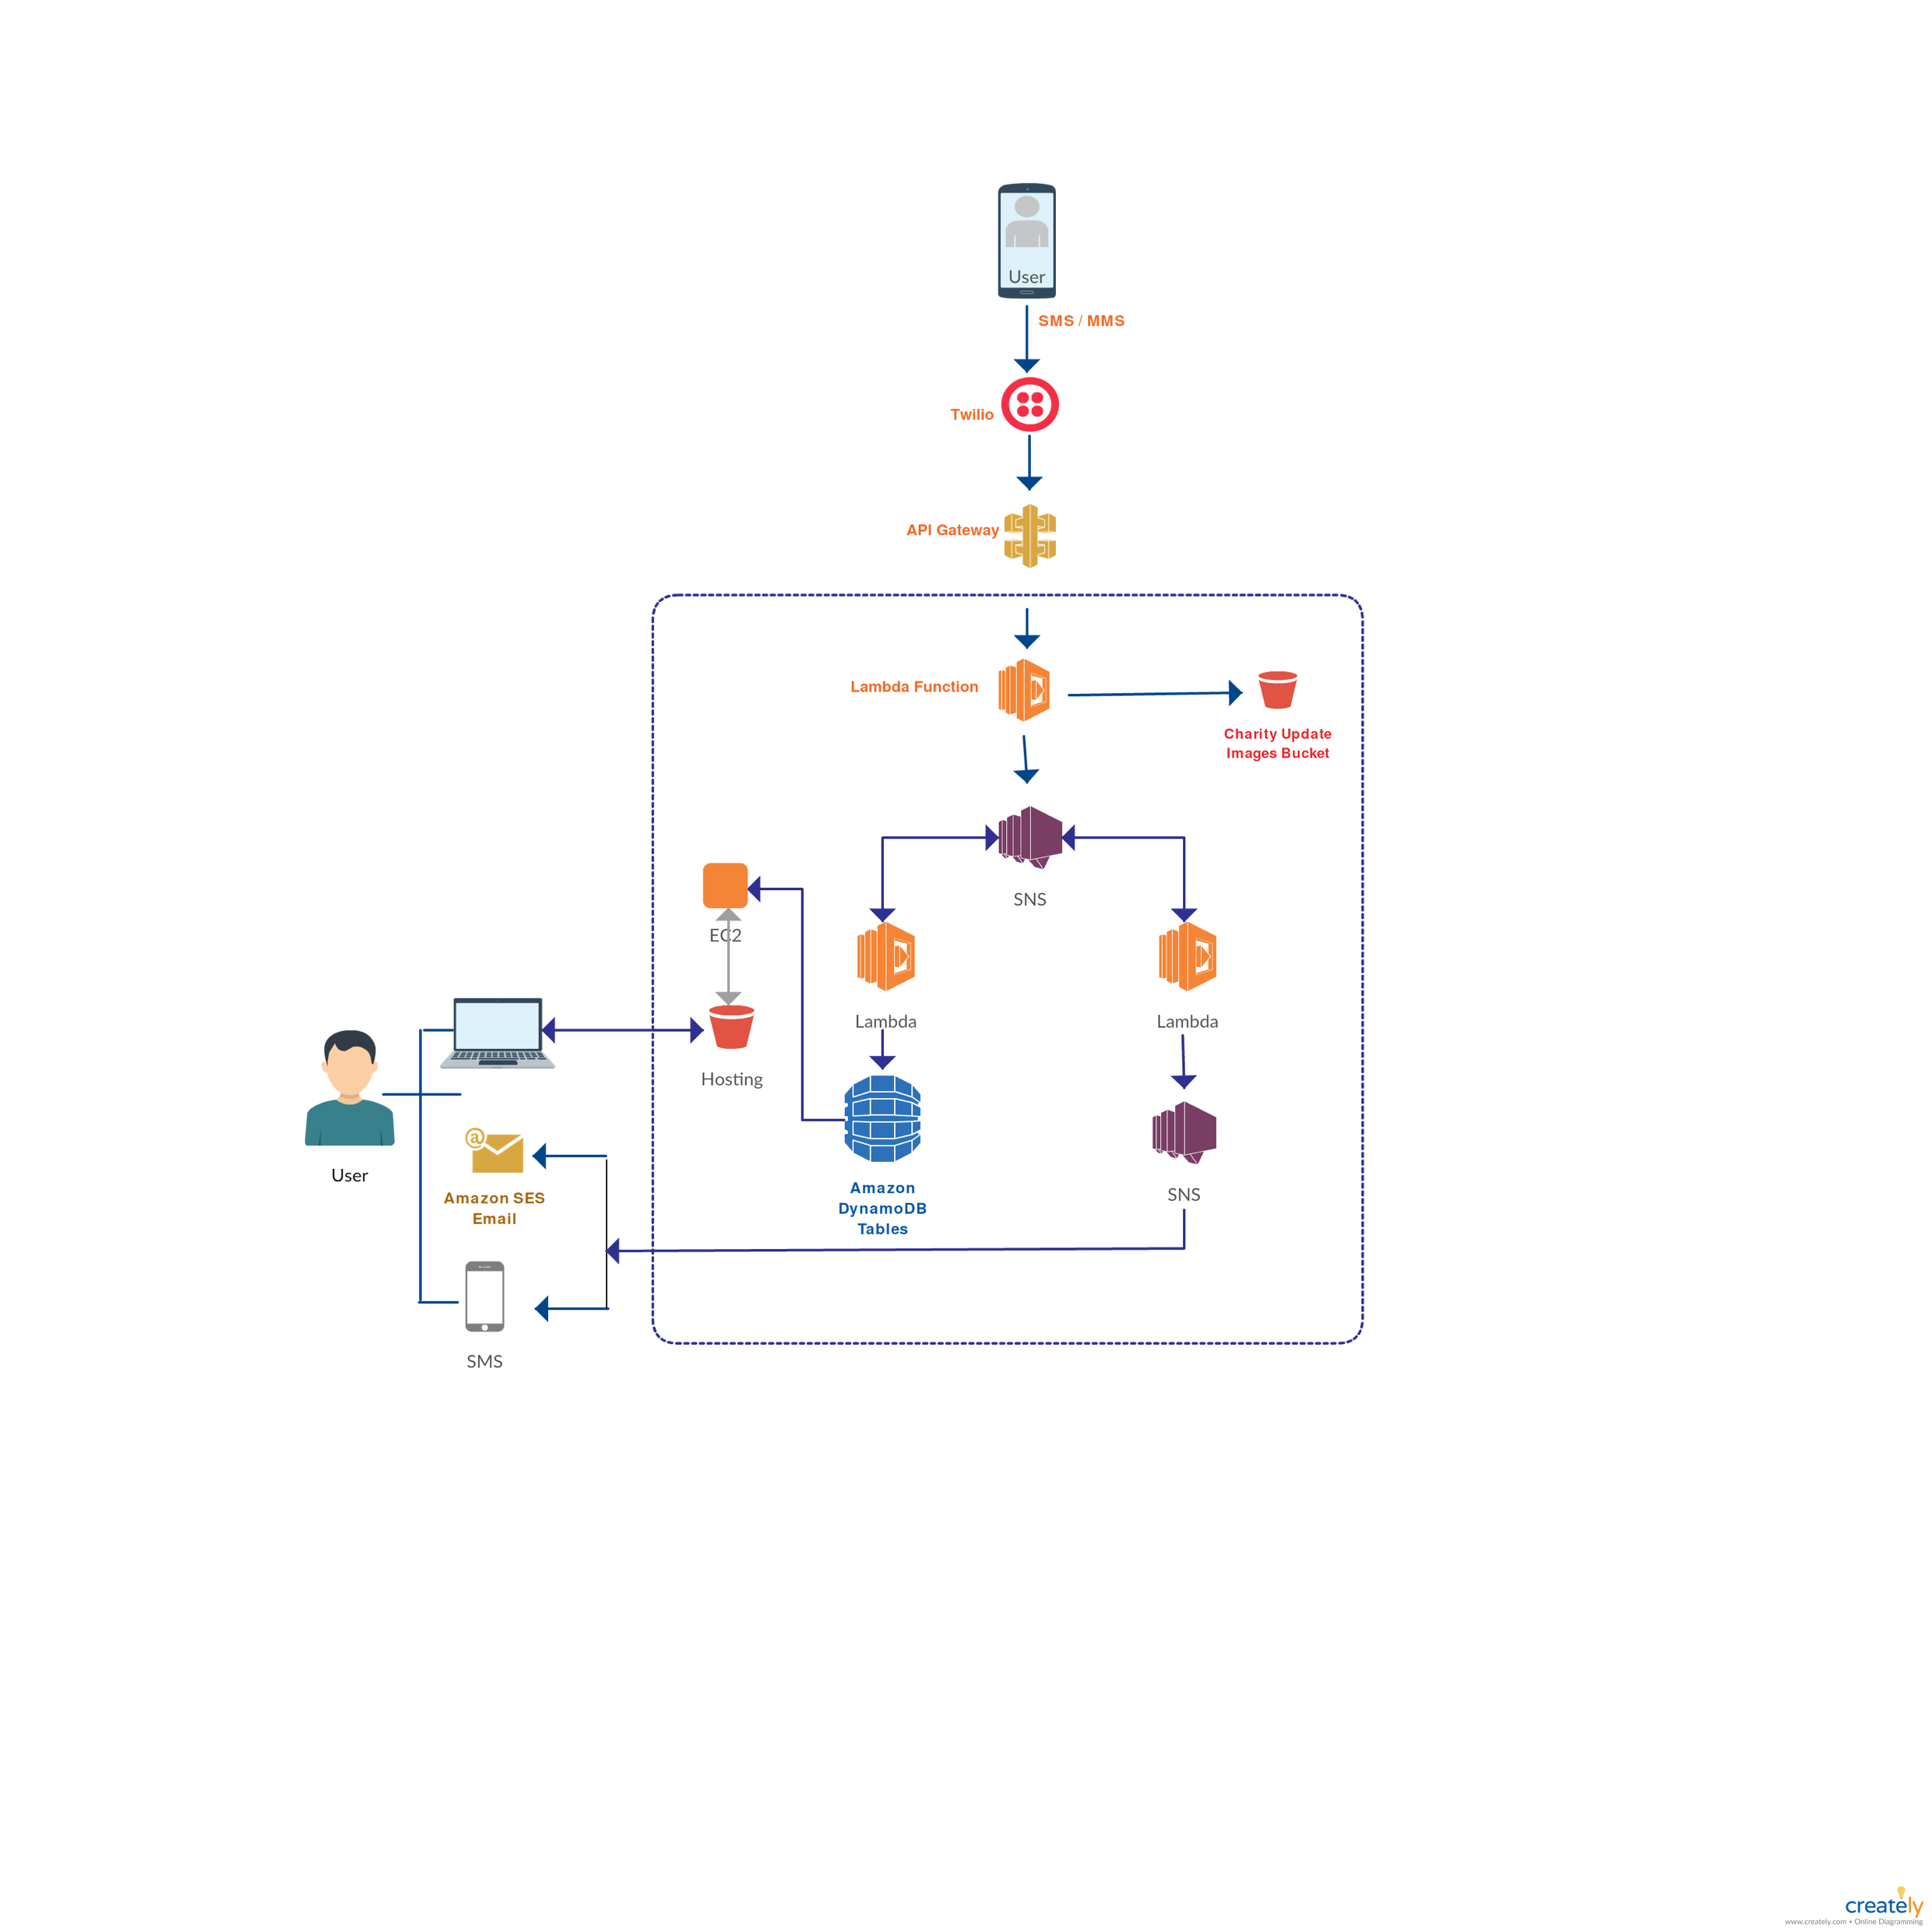 User
SMS / MMS
Twilio
API Gateway
Lambda Function
Charity Update
Images Bucket
SNS
EC2
Lambda
Lambda
Hosting
User
Amazon SES
Email
Amazon
DynamoDB
Tables
SNS
SMS
creately
www.creately.com • Online Diagramming